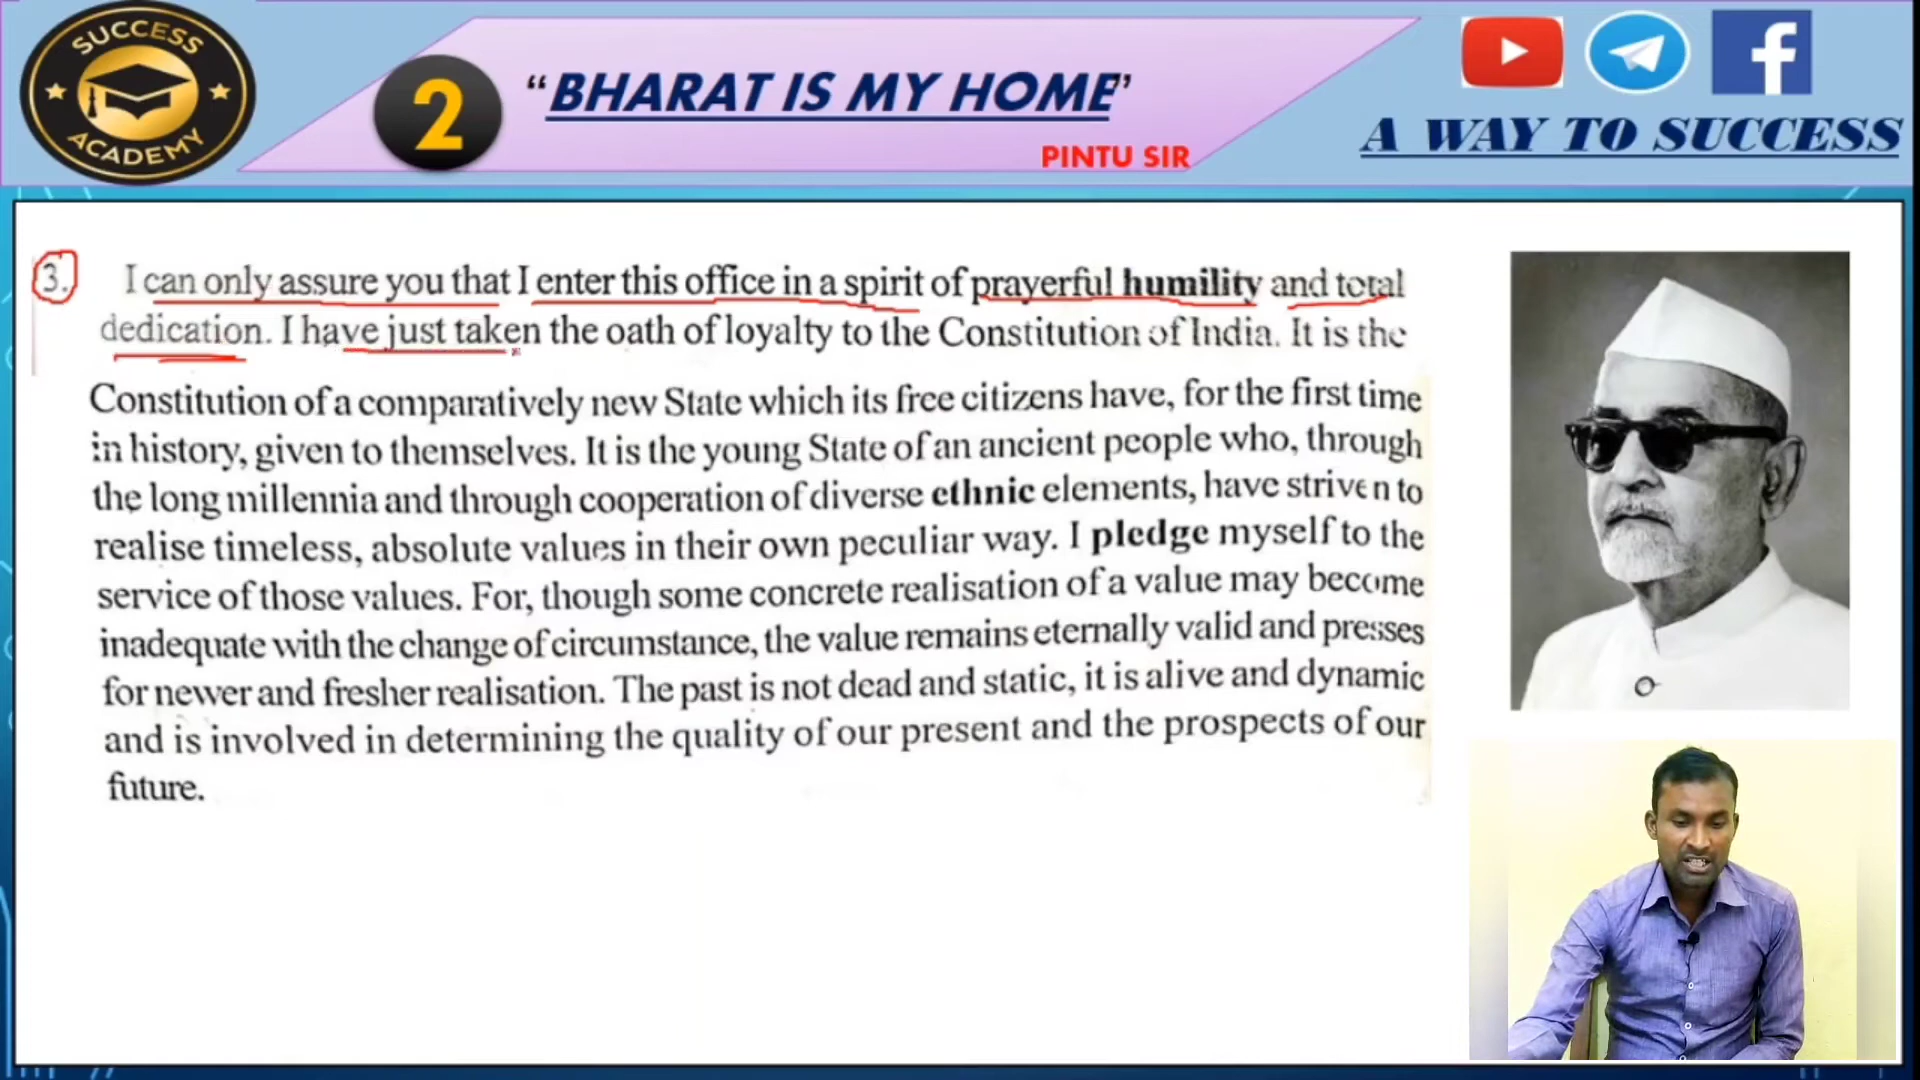 SUCCESS
ACADEMY
2
“BHARAT IS MY HOME”
PINTU SIR
A WAY TO SUCCESS
3. I can only assure you that I enter this office in a spirit of prayerful humility and total
dedication. I have just taken the oath of loyalty to the Constitution of India. It is the
Constitution of a comparatively new State which its free citizens have, for the first time
in history, given to themselves. It is the young State of an ancient people who, through
the long millennia and through cooperation of diverse ethnic elements, have striven to
realise timeless, absolute values in their own peculiar way. I pledge myself to the
service of those values. For, though some concrete realisation of a value may become
inadequate with the change of circumstance, the value remains eternally valid and presses
for newer and fresher realisation. The past is not dead and static, it is alive and dynamic
and is involved in determining the quality of our present and the prospects of our
future.